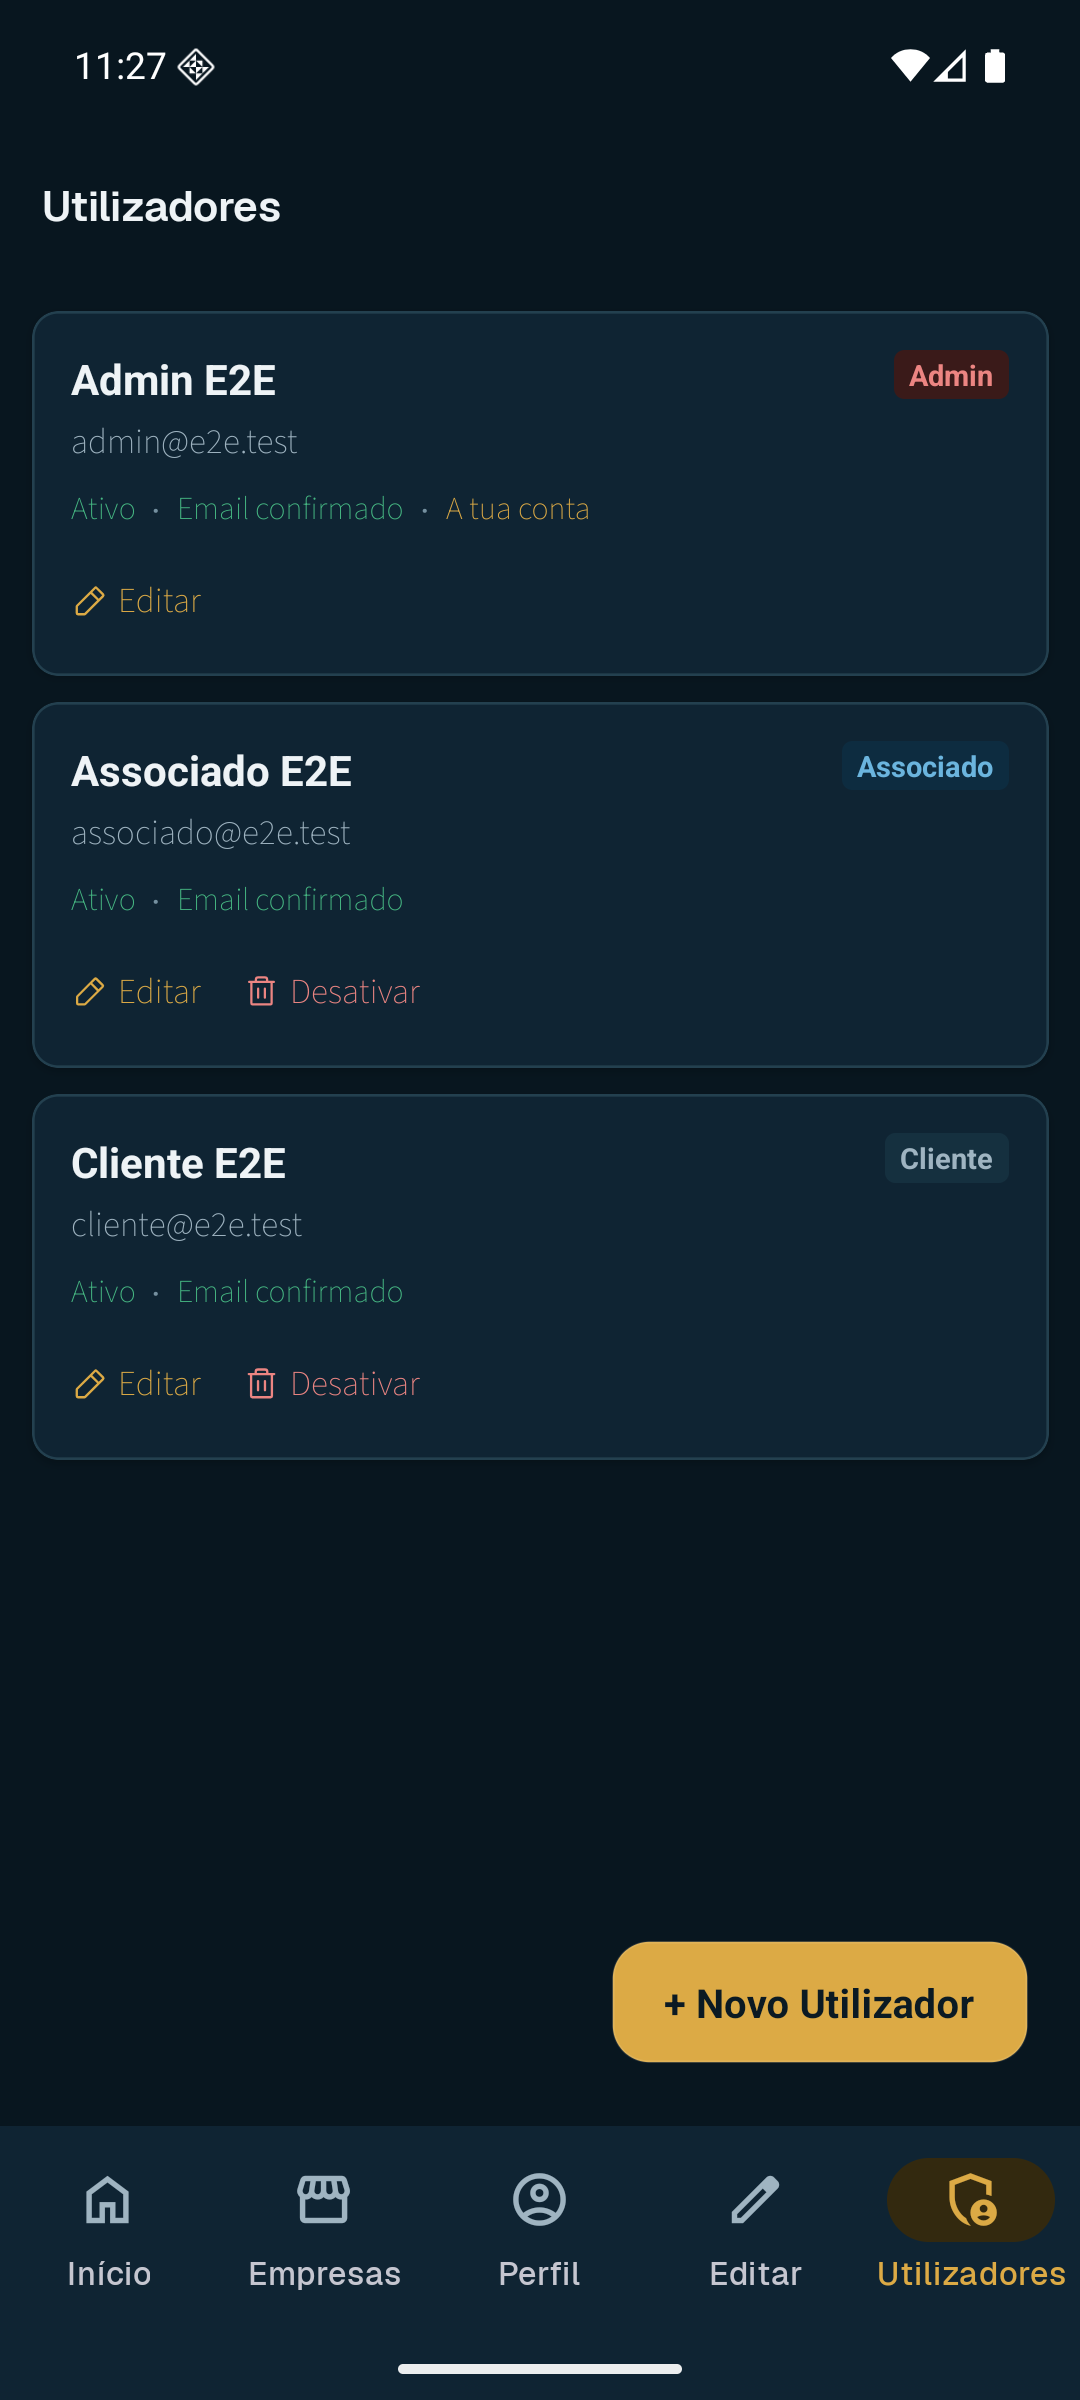 11:27
Utilizadores
Admin E2E
Admin
admin@e2e.test
Ativo · Email confirmado · A tua conta
Editar
Associado E2E
Associado
associado@e2e.test
Ativo · Email confirmado
Editar Desativar
Cliente E2E
Cliente
cliente@e2e.test
Ativo · Email confirmado
Editar Desativar
+ Novo Utilizador
Início Empresas Perfil Editar Utilizadores